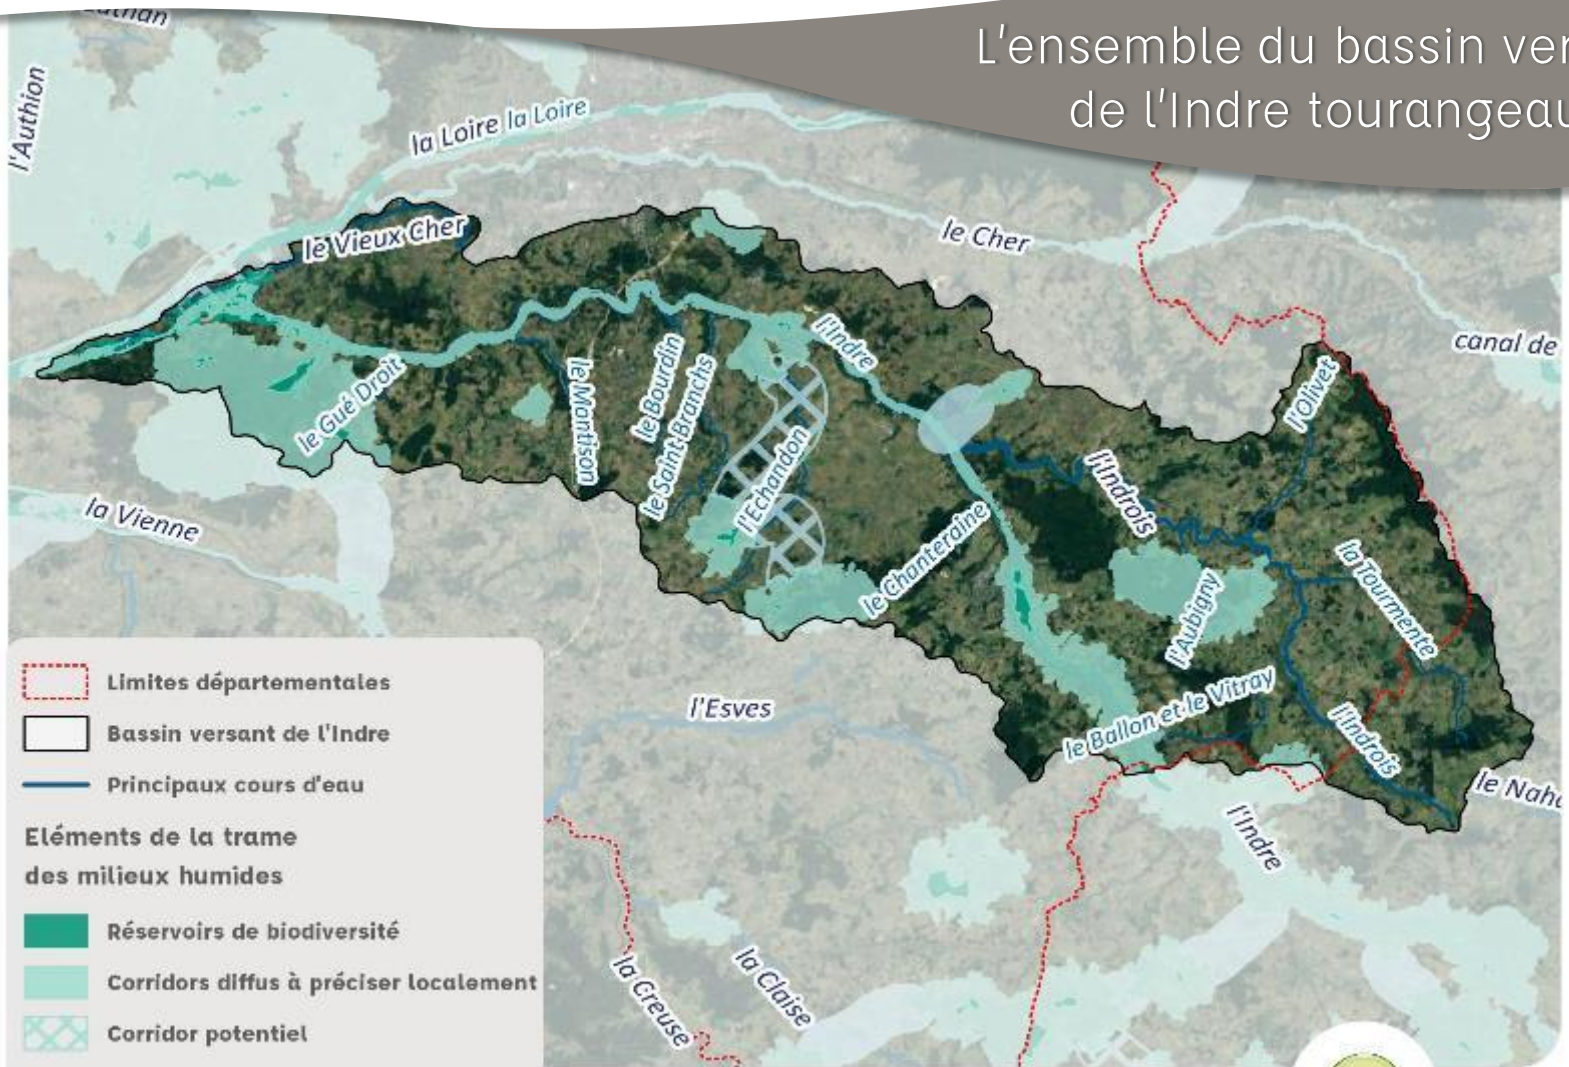 L'ensemble du bassin ver
de l'Indre tourangeau
l'Authion
la Loire la Loire
le Vieux Cher
le Cher
canal de
l'Indre
l'Olivet
le Gué Droit
le Mantison
le Bourdin
le Saint-Branchs
l'Echandon
l'Indrois
le Chanteraine
la Tourmente
l'Aubigny
la Vienne
l'Esves
le Ballon et le Vitray
l'Indrois
l'Indre
la Creuse
la Claise
Limites départementales
Bassin versant de l'Indre
Principaux cours d'eau
Eléments de la trame
des milieux humides
Réservoirs de biodiversité
Corridors diffus à préciser localement
Corridor potentiel